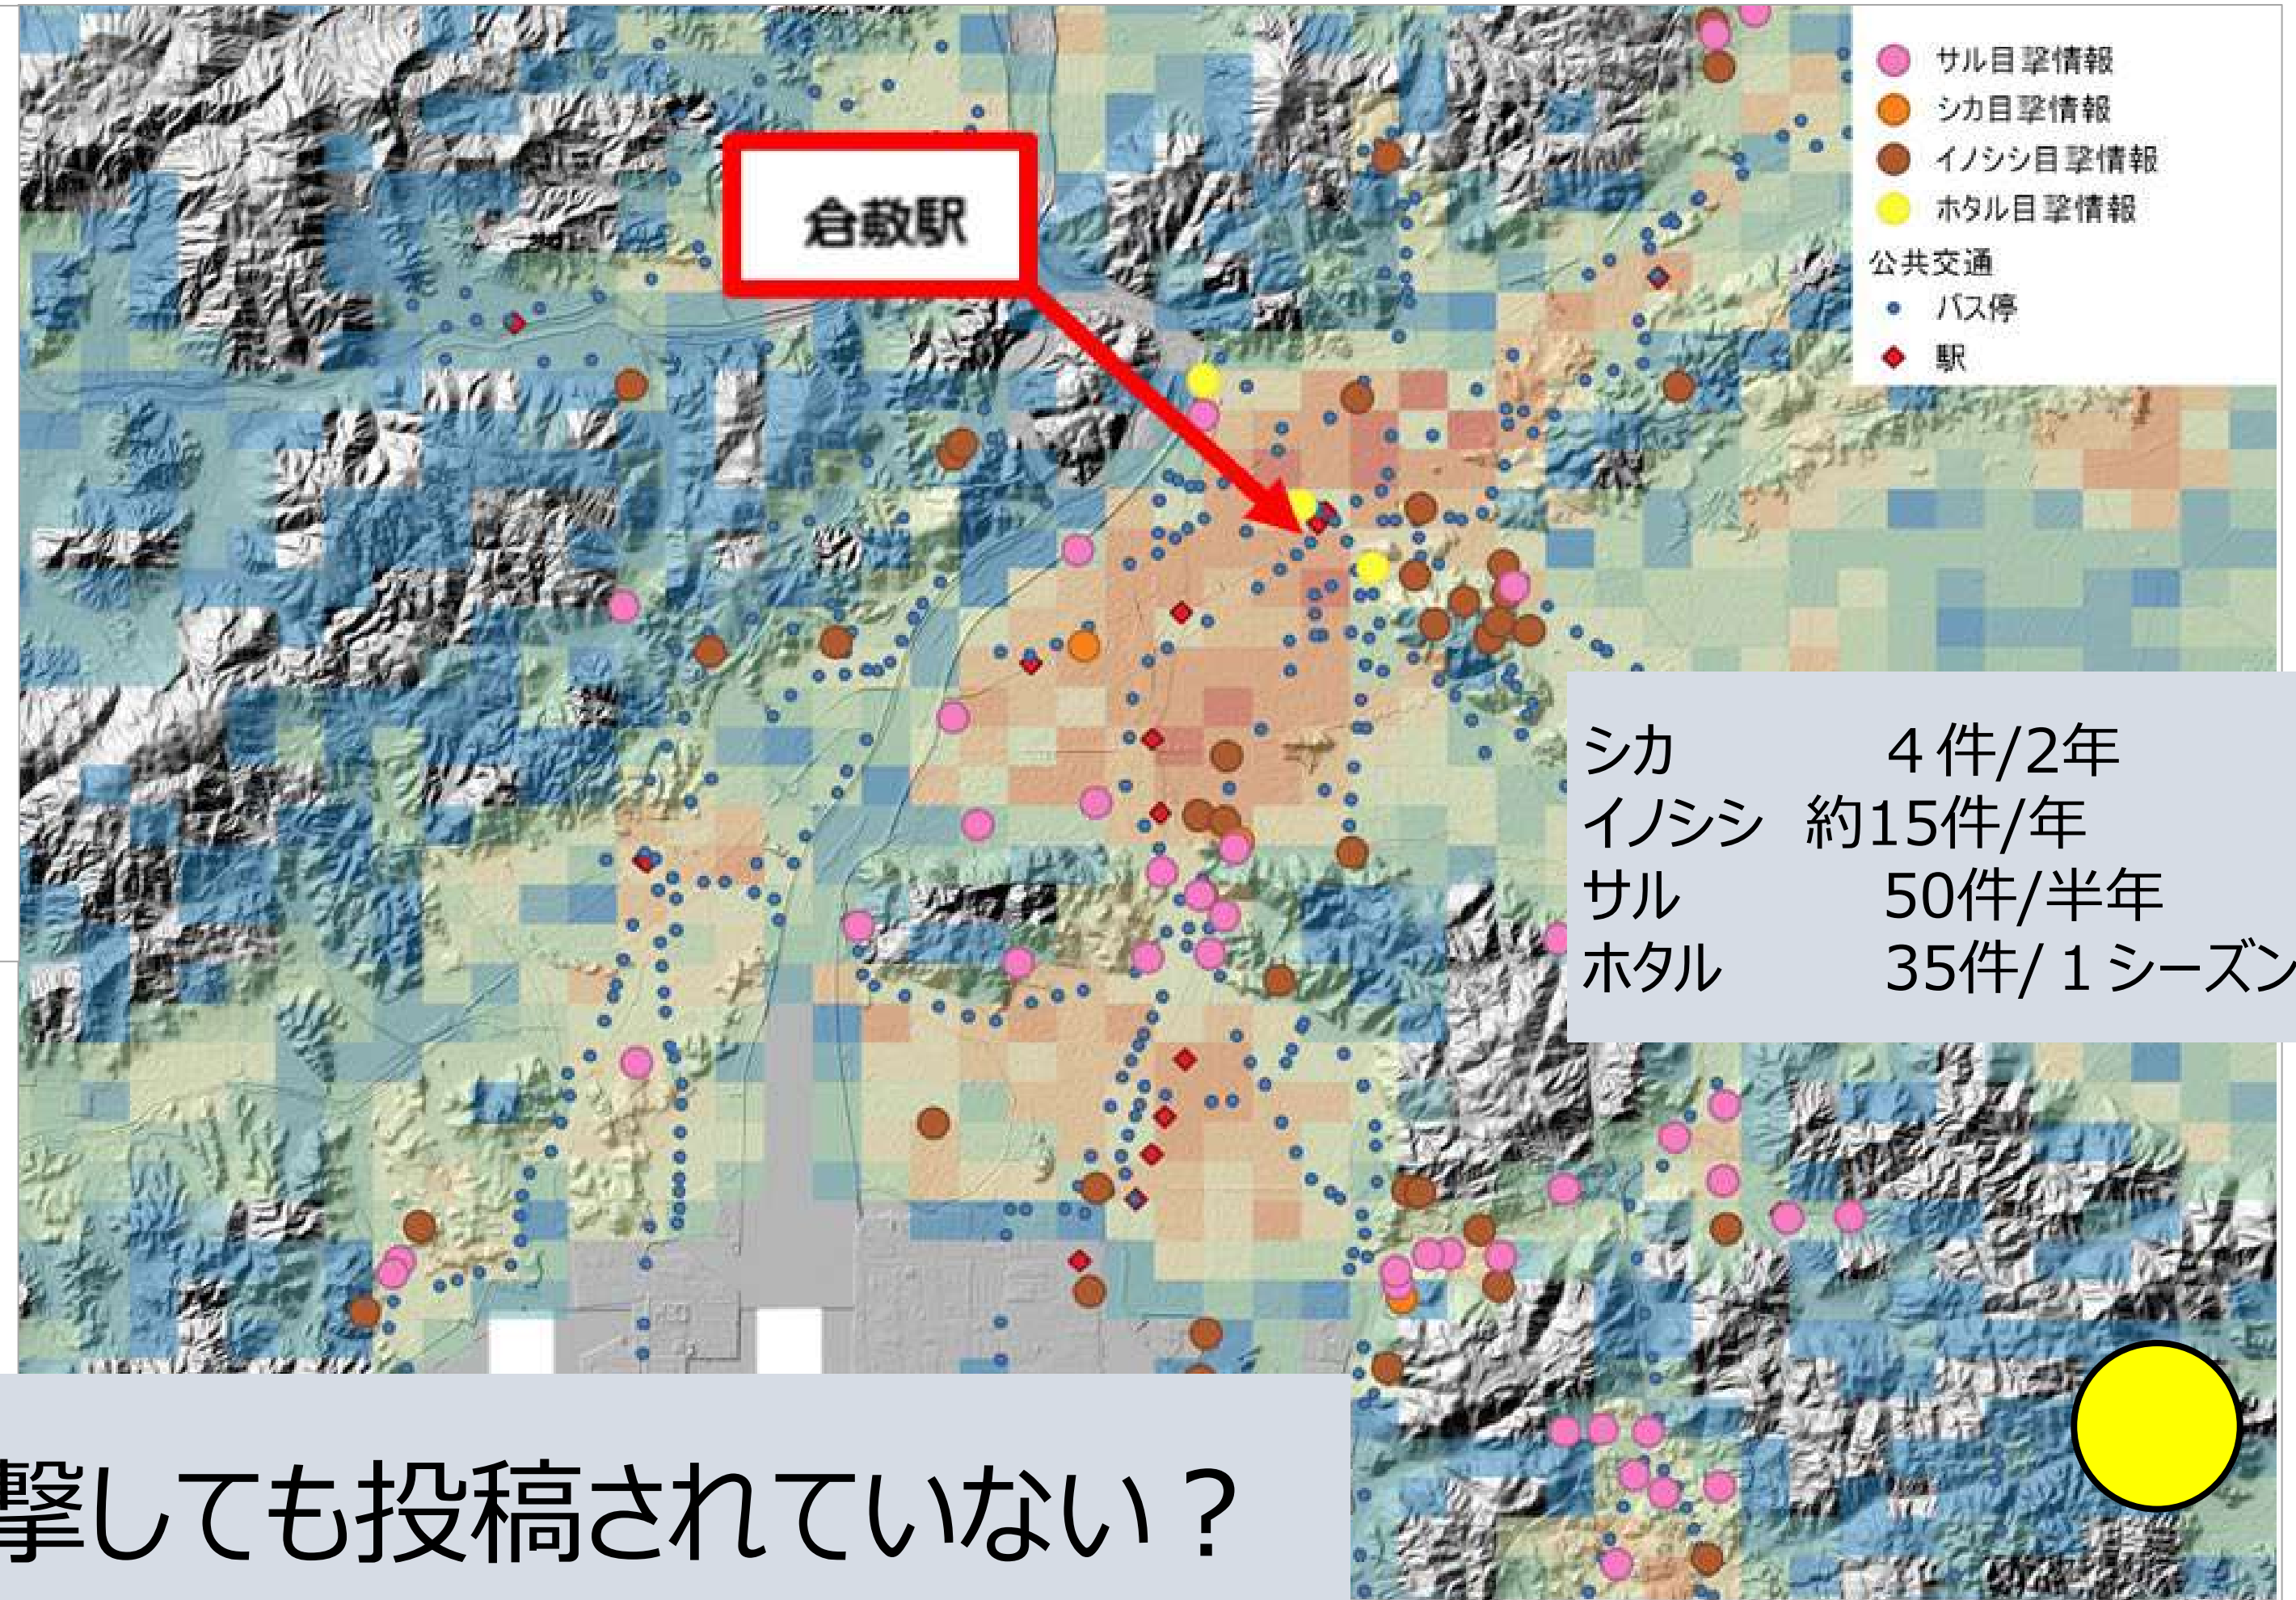 サル目撃情報
シカ目撃情報
イノシシ目撃情報
ホタル目撃情報
公共交通
バス停
駅
倉敷駅
シカ ４件/2年
イノシシ 約15件/年
サル 50件/半年
ホタル 35件/１シーズン
撃しても投稿されていない？